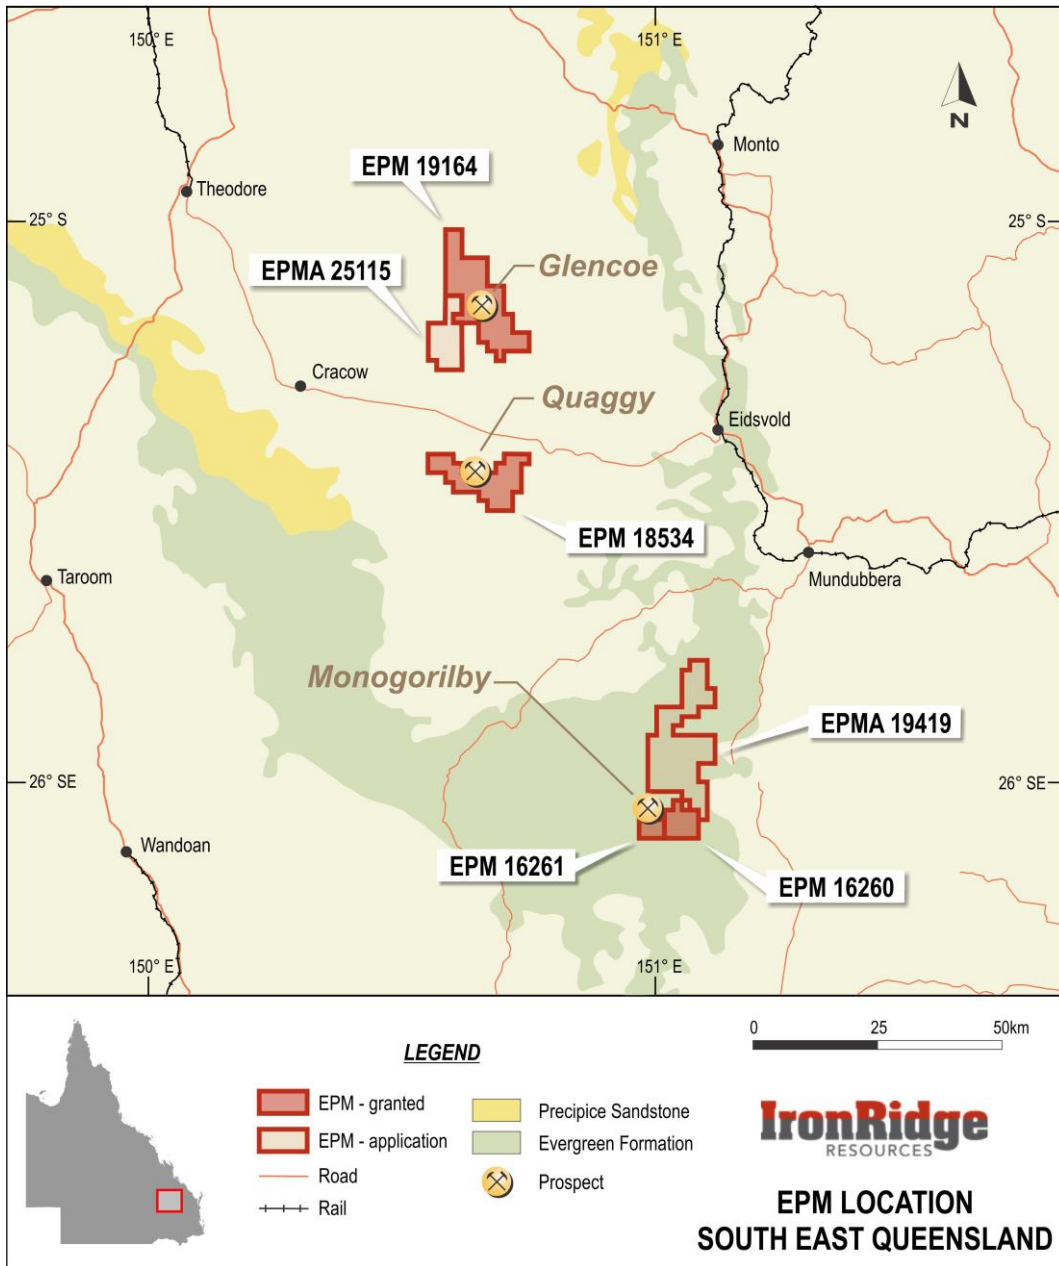 150° E
151° E
N
Monto
EPM 19164
Theodore
25° S
25° S
Glencoe
EPMA 25115
Cracow
Quaggy
Eidsvold
EPM 18534
Mundubbera
Taroom
Monogorilby
EPMA 19419
26° SE
26° SE
Wandoan
EPM 16261
EPM 16260
150° E
151° E
0 25 50km
LEGEND
EPM - granted
EPM - application
Road
Rail
Precipice Sandstone
Evergreen Formation
Prospect
IronRidge
RESOURCES
EPM LOCATION
SOUTH EAST QUEENSLAND